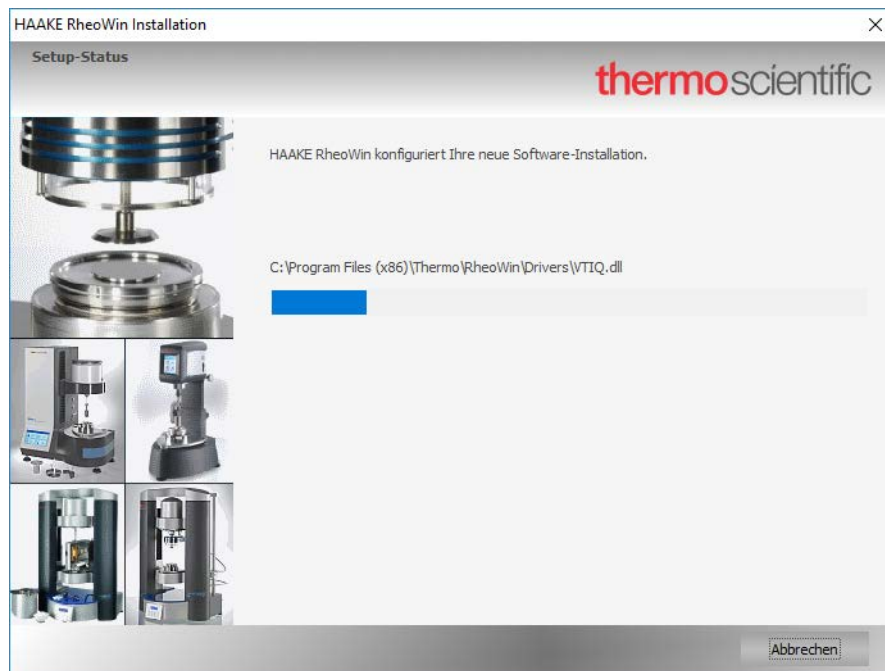 HAAKE RheoWin Installation
Setup-Status
thermoscientific
HAAKE RheoWin konfiguriert Ihre neue Software-Installation.
C:\Program Files (x86)\Thermo\RheoWin\Drivers\VTIQ.dll
Abbrechen